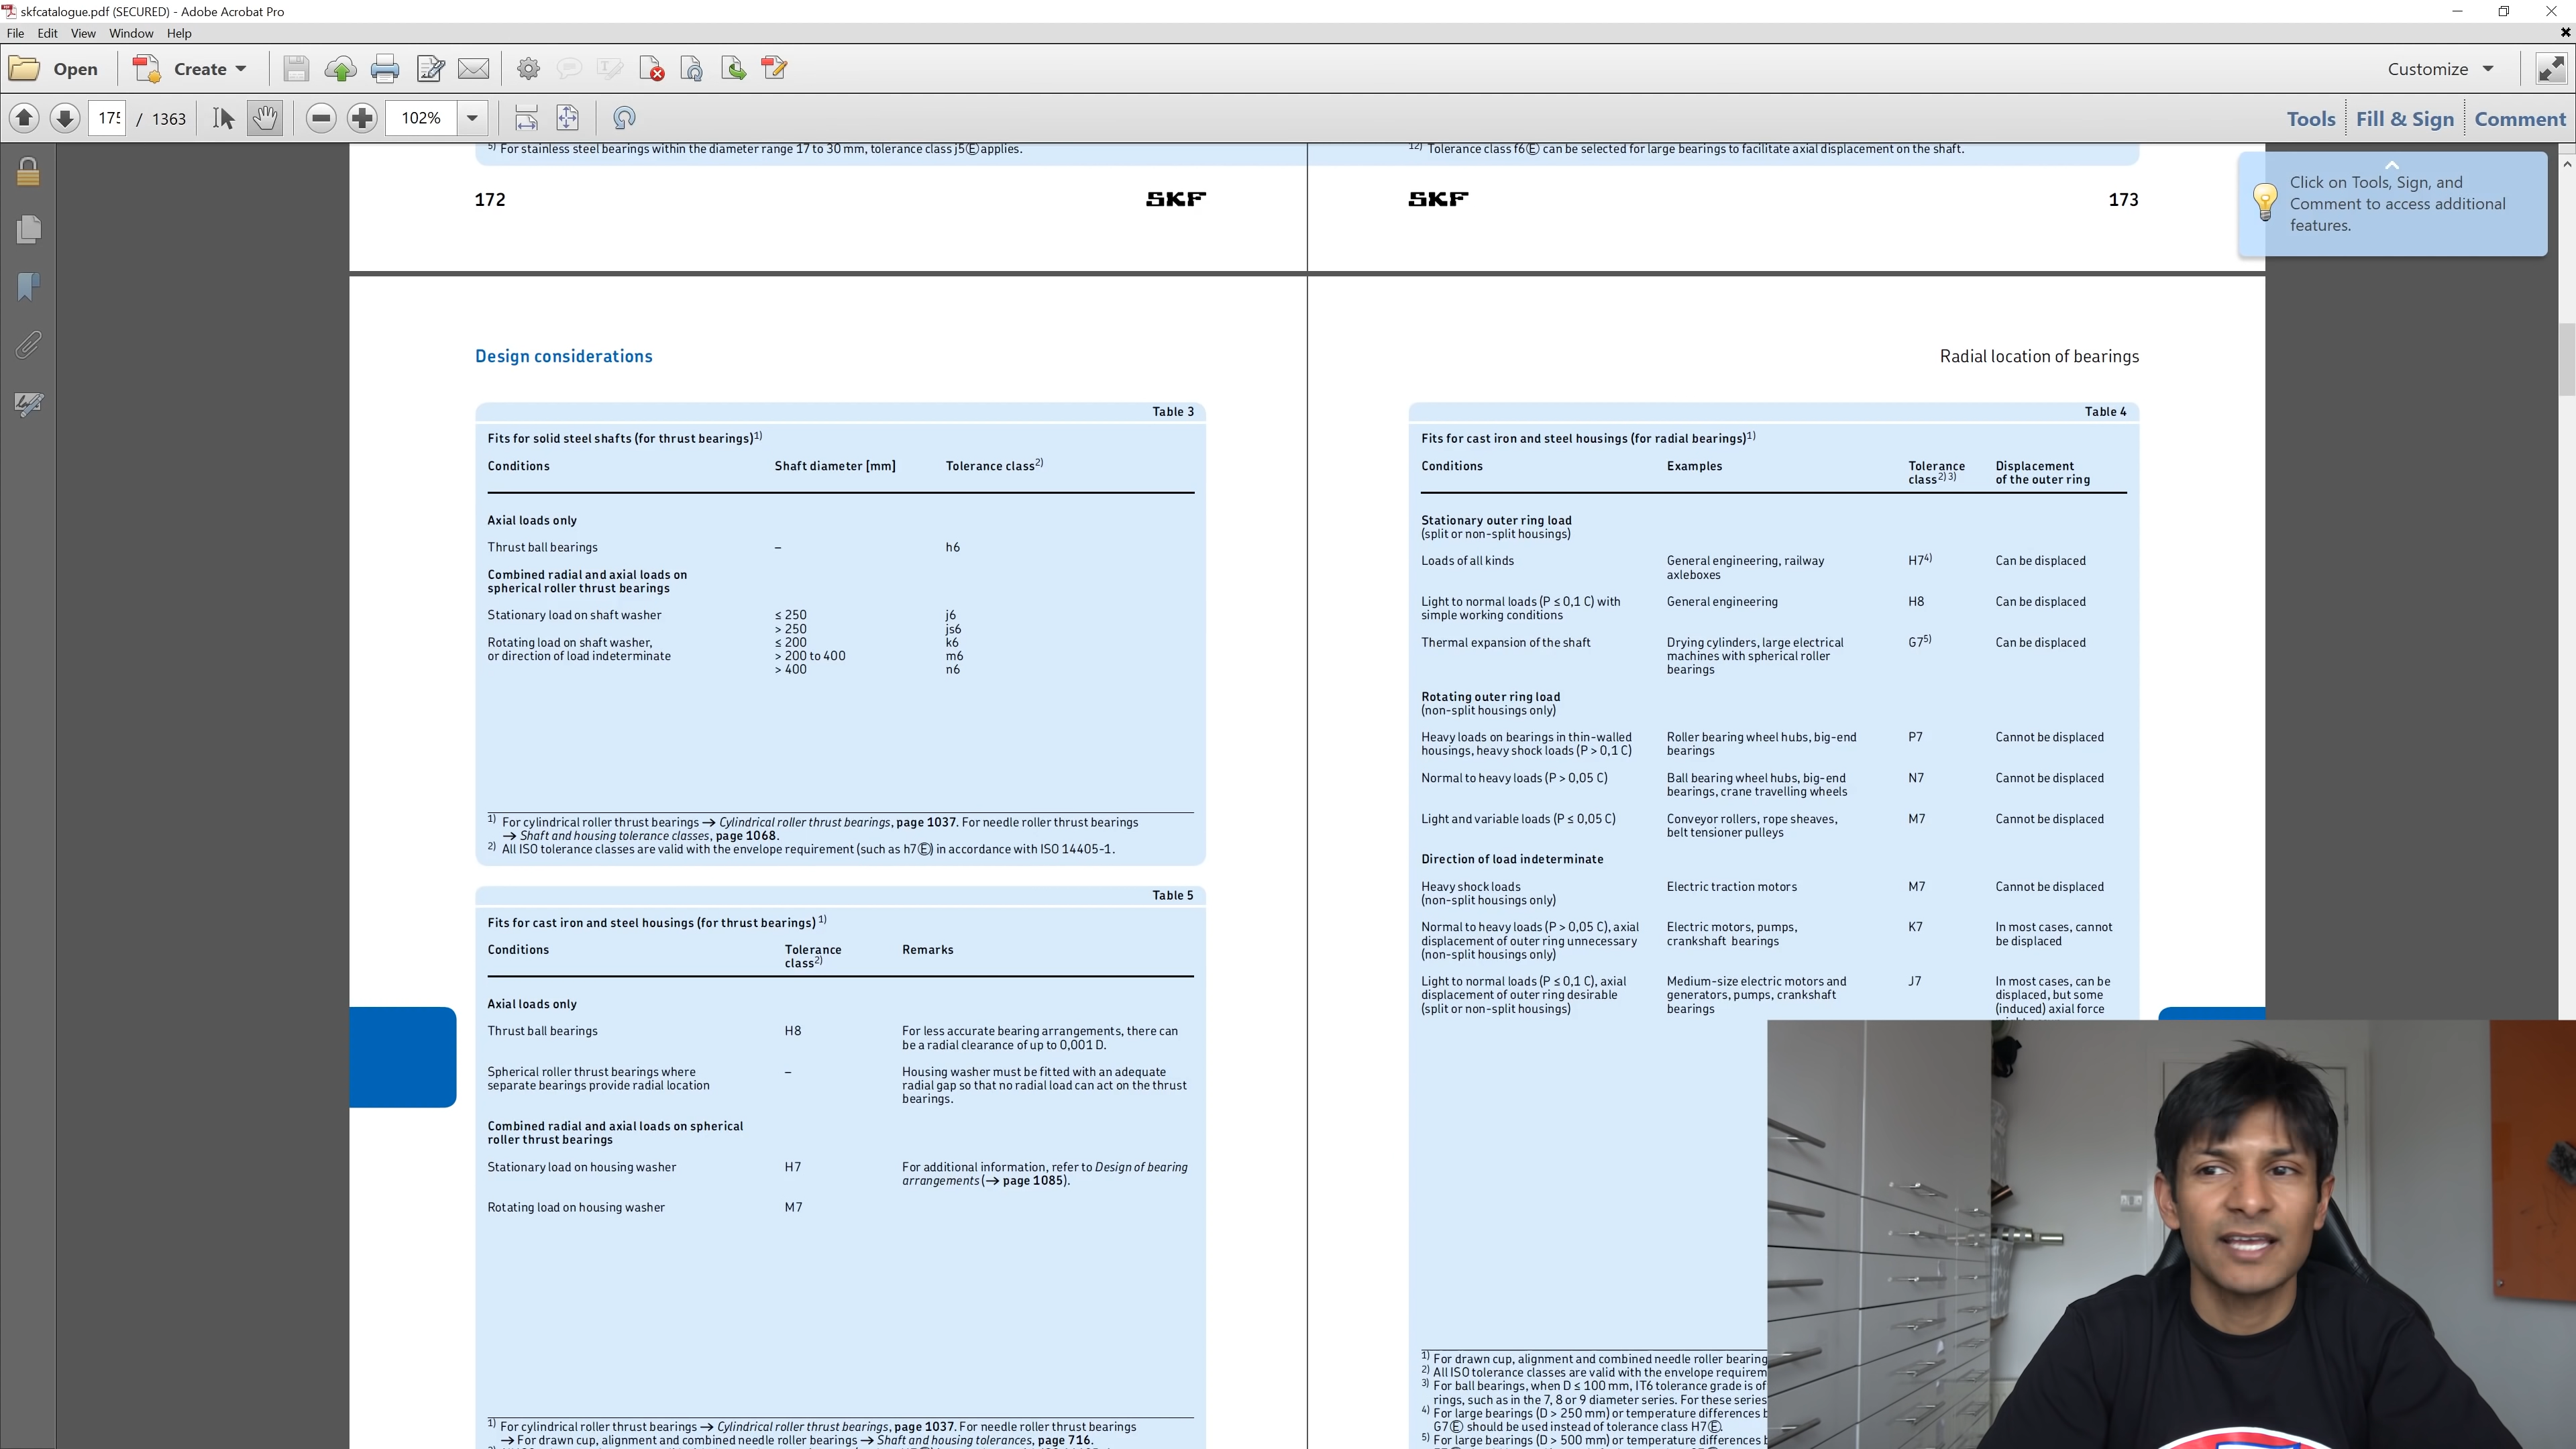 skfcatalogue.pdf (SECURED) - Adobe Acrobat Pro
File Edit View Window Help
Open Create Customize
175 / 1363 102% Tools Fill & Sign Comment
5) For stainless steel bearings within the diameter range 17 to 30 mm, tolerance class j5Ⓔ applies.
12) Tolerance class f6Ⓔ can be selected for large bearings to facilitate axial displacement on the shaft.
172 SKF
SKF 173
Click on Tools, Sign, and
Comment to access additional
features.
Design considerations
Table 3
Fits for solid steel shafts (for thrust bearings)1)
Conditions Shaft diameter [mm] Tolerance class2)
Axial loads only
Thrust ball bearings – h6
Combined radial and axial loads on
spherical roller thrust bearings
Stationary load on shaft washer ≤ 250 j6
> 250 js6
Rotating load on shaft washer, ≤ 200 k6
or direction of load indeterminate > 200 to 400 m6
> 400 n6
1) For cylindrical roller thrust bearings → Cylindrical roller thrust bearings, page 1037. For needle roller thrust bearings
→ Shaft and housing tolerance classes, page 1068.
2) All ISO tolerance classes are valid with the envelope requirement (such as h7Ⓔ) in accordance with ISO 14405-1.
Table 5
Fits for cast iron and steel housings (for thrust bearings) 1)
Conditions Tolerance Remarks
class2)
Axial loads only
Thrust ball bearings H8 For less accurate bearing arrangements, there can
be a radial clearance of up to 0,001 D.
Spherical roller thrust bearings where – Housing washer must be fitted with an adequate
separate bearings provide radial location radial gap so that no radial load can act on the thrust
bearings.
Combined radial and axial loads on spherical
roller thrust bearings
Stationary load on housing washer H7 For additional information, refer to Design of bearing
arrangements (→ page 1085).
Rotating load on housing washer M7
1) For cylindrical roller thrust bearings → Cylindrical roller thrust bearings, page 1037. For needle roller thrust bearings
→ For drawn cup, alignment and combined needle roller bearings → Shaft and housing tolerances, page 716.
Radial location of bearings
Table 4
Fits for cast iron and steel housings (for radial bearings)1)
Conditions Examples Tolerance Displacement
class2)3) of the outer ring
Stationary outer ring load
(split or non-split housings)
Loads of all kinds General engineering, railway H74) Can be displaced
axleboxes
Light to normal loads (P ≤ 0,1 C) with General engineering H8 Can be displaced
simple working conditions
Thermal expansion of the shaft Drying cylinders, large electrical G75) Can be displaced
machines with spherical roller
bearings
Rotating outer ring load
(non-split housings only)
Heavy loads on bearings in thin-walled Roller bearing wheel hubs, big-end P7 Cannot be displaced
housings, heavy shock loads (P > 0,1 C) bearings
Normal to heavy loads (P > 0,05 C) Ball bearing wheel hubs, big-end N7 Cannot be displaced
bearings, crane travelling wheels
Light and variable loads (P ≤ 0,05 C) Conveyor rollers, rope sheaves, M7 Cannot be displaced
belt tensioner pulleys
Direction of load indeterminate
Heavy shock loads Electric traction motors M7 Cannot be displaced
(non-split housings only)
Normal to heavy loads (P > 0,05 C), axial Electric motors, pumps, K7 In most cases, cannot
displacement of outer ring unnecessary crankshaft bearings be displaced
(non-split housings only)
Light to normal loads (P ≤ 0,1 C), axial Medium-size electric motors and J7 In most cases, can be
displacement of outer ring desirable generators, pumps, crankshaft displaced, but some
(split or non-split housings) bearings (induced) axial force
1) For drawn cup, alignment and combined needle roller bearing
2) All ISO tolerance classes are valid with the envelope requirem
3) For ball bearings, when D ≤ 100 mm, IT6 tolerance grade is of
rings, such as in the 7, 8 or 9 diameter series. For these series
4) For large bearings (D > 250 mm) or temperature differences b
G7Ⓔ should be used instead of tolerance class H7Ⓔ.
5) For large bearings (D > 500 mm) or temperature differences b